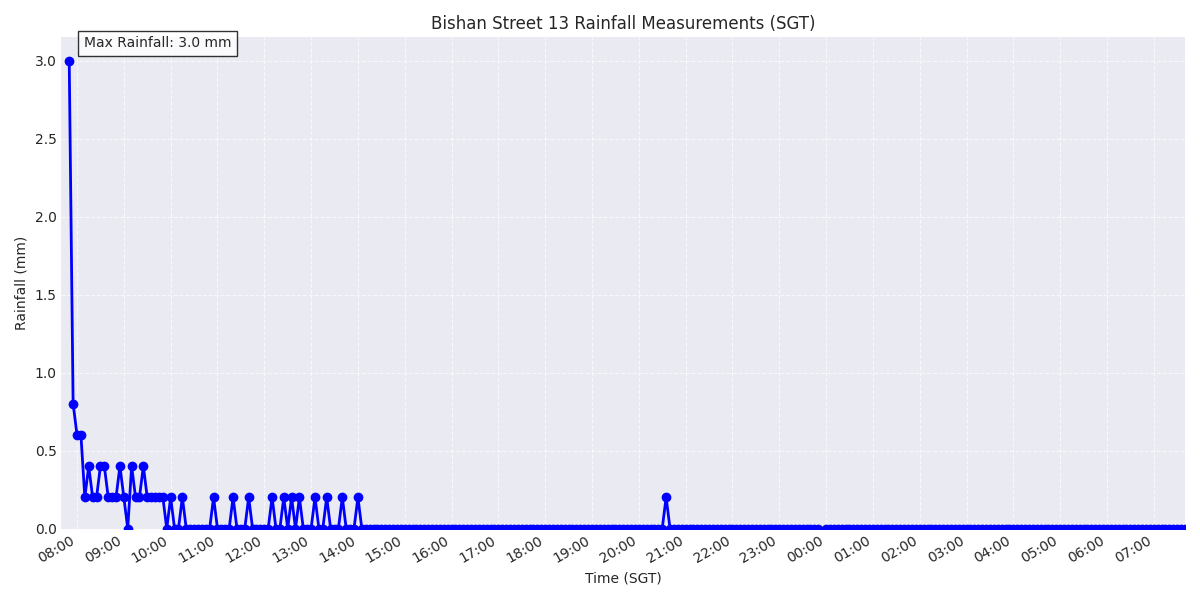 Bishan Street 13 Rainfall Measurements (SGT)
Max Rainfall: 3.0 mm
3.0
2.5
2.0
1.5
1.0
0.5
0.0
Rainfall (mm)
08:00 09:00 10:00 11:00 12:00 13:00 14:00 15:00 16:00 17:00 18:00 19:00 20:00 21:00 22:00 23:00 00:00 01:00 02:00 03:00 04:00 05:00 06:00 07:00
Time (SGT)